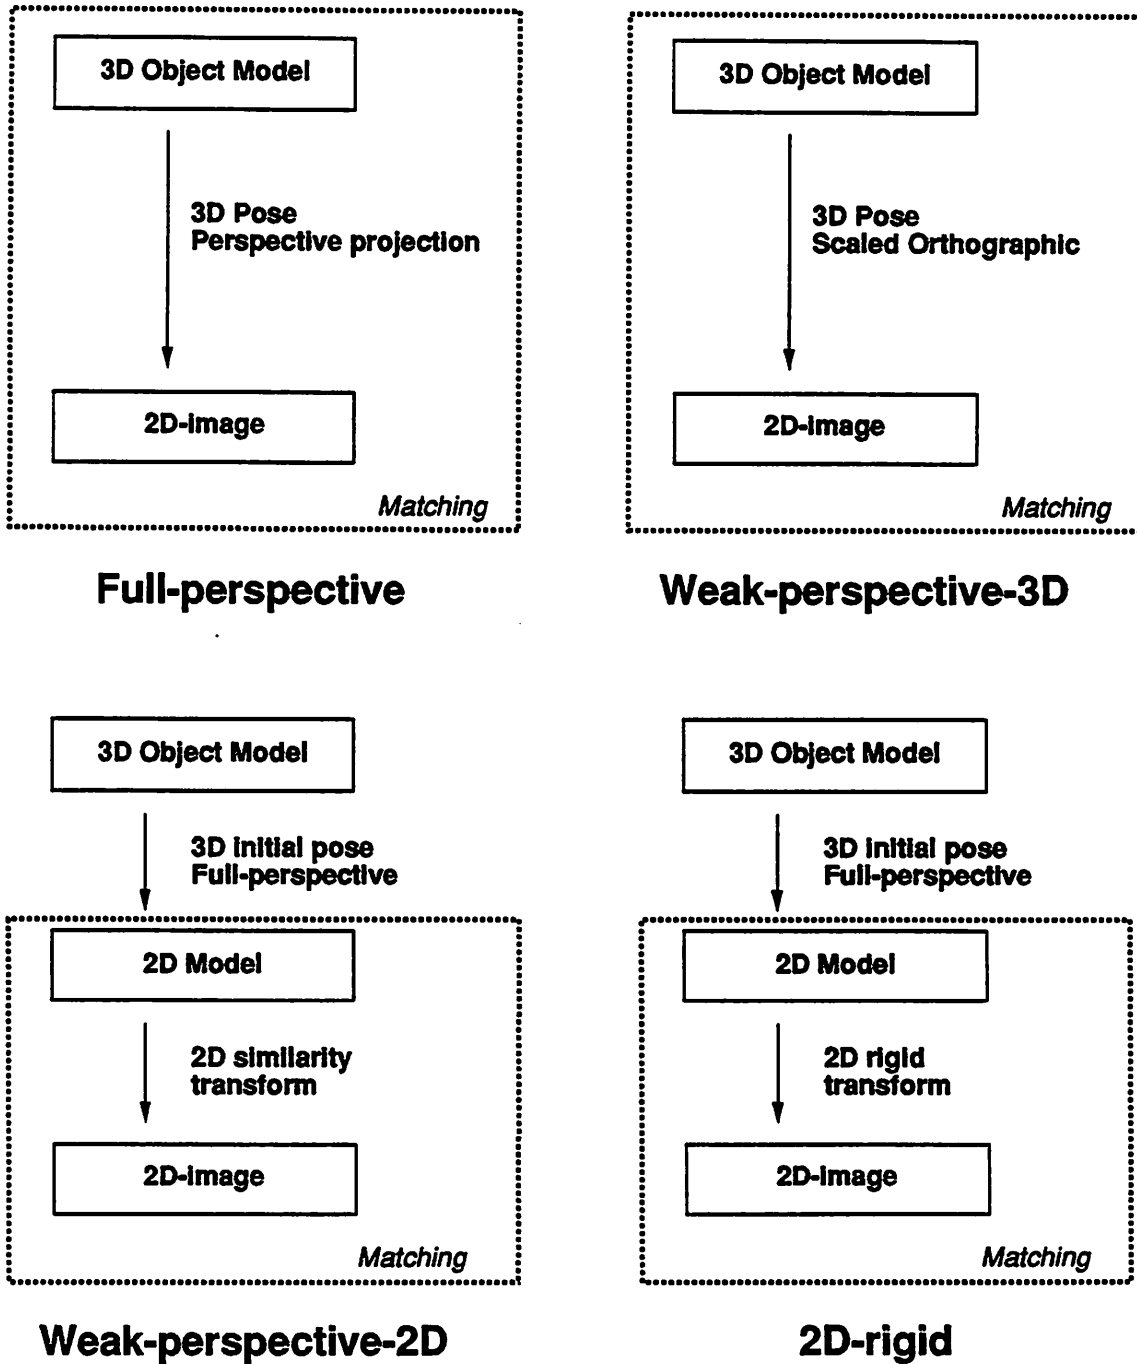 3D Object Model
3D Pose
Perspective projection
2D-image
Matching
Full-perspective
3D Object Model
3D Pose
Scaled Orthographic
2D-image
Matching
Weak-perspective-3D
3D Object Model
3D initial pose
Full-perspective
2D Model
2D similarity
transform
2D-image
Matching
Weak-perspective-2D
3D Object Model
3D initial pose
Full-perspective
2D Model
2D rigid
transform
2D-image
Matching
2D-rigid